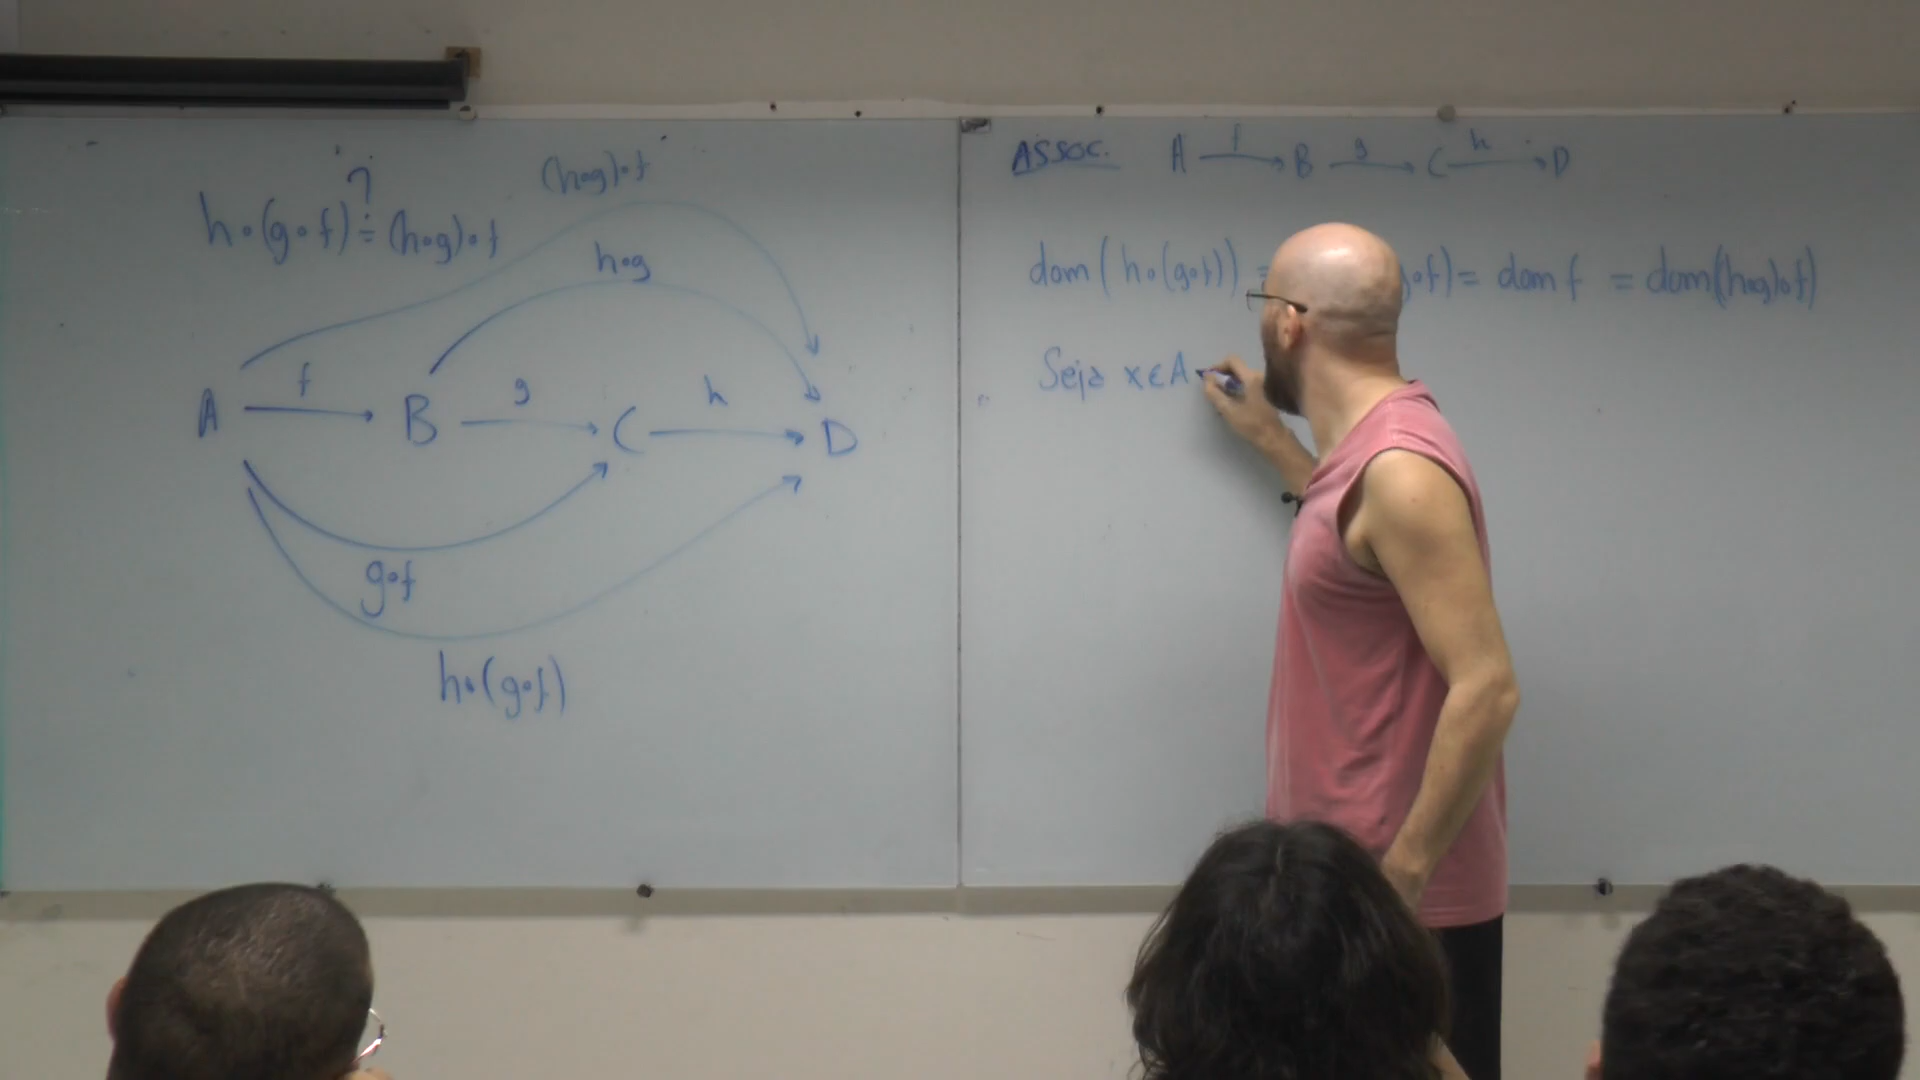 ?
h∘(g∘f) = (h∘g)∘f
(h∘g)∘f
h∘g
f
g
h
A
B
C
D
g∘f
h∘(g∘f)
ASSOC. A f B g C h D
dom(h∘(g∘f)) = g∘f) = dom f = dom(h∘g)∘f)
Seja x∈A